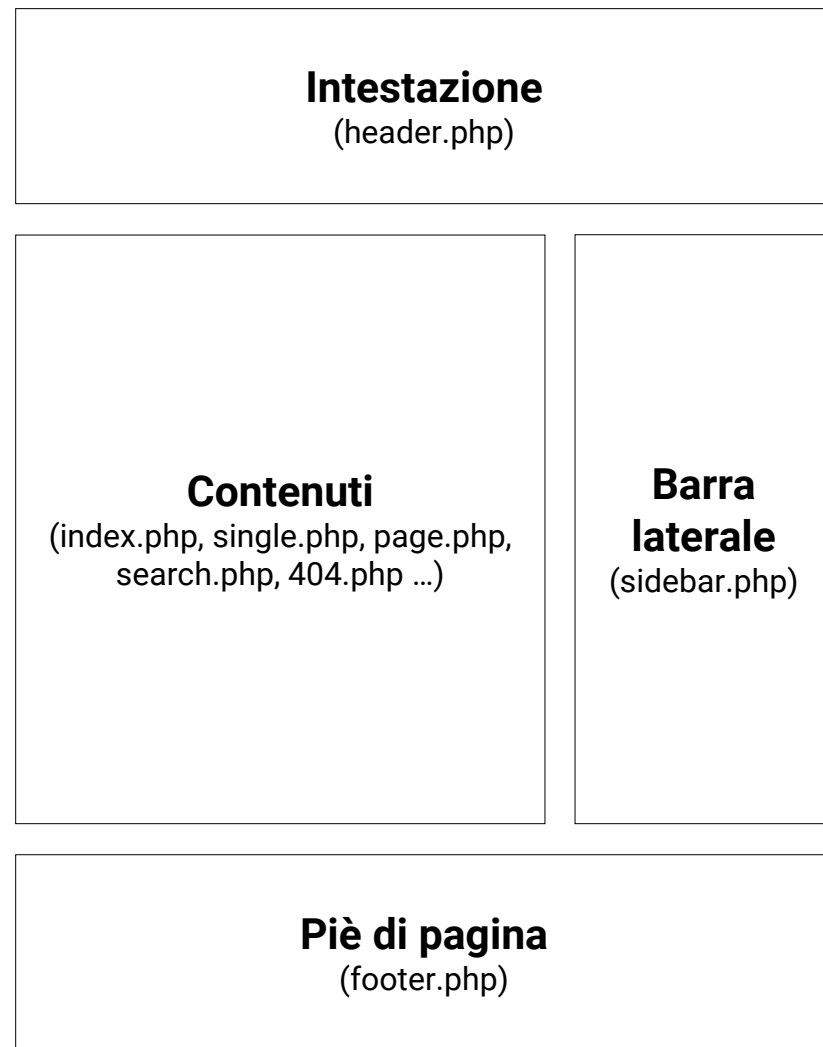 Intestazione
(header.php)
Contenuti
(index.php, single.php, page.php,
search.php, 404.php …)
Barra
laterale
(sidebar.php)
Piè di pagina
(footer.php)